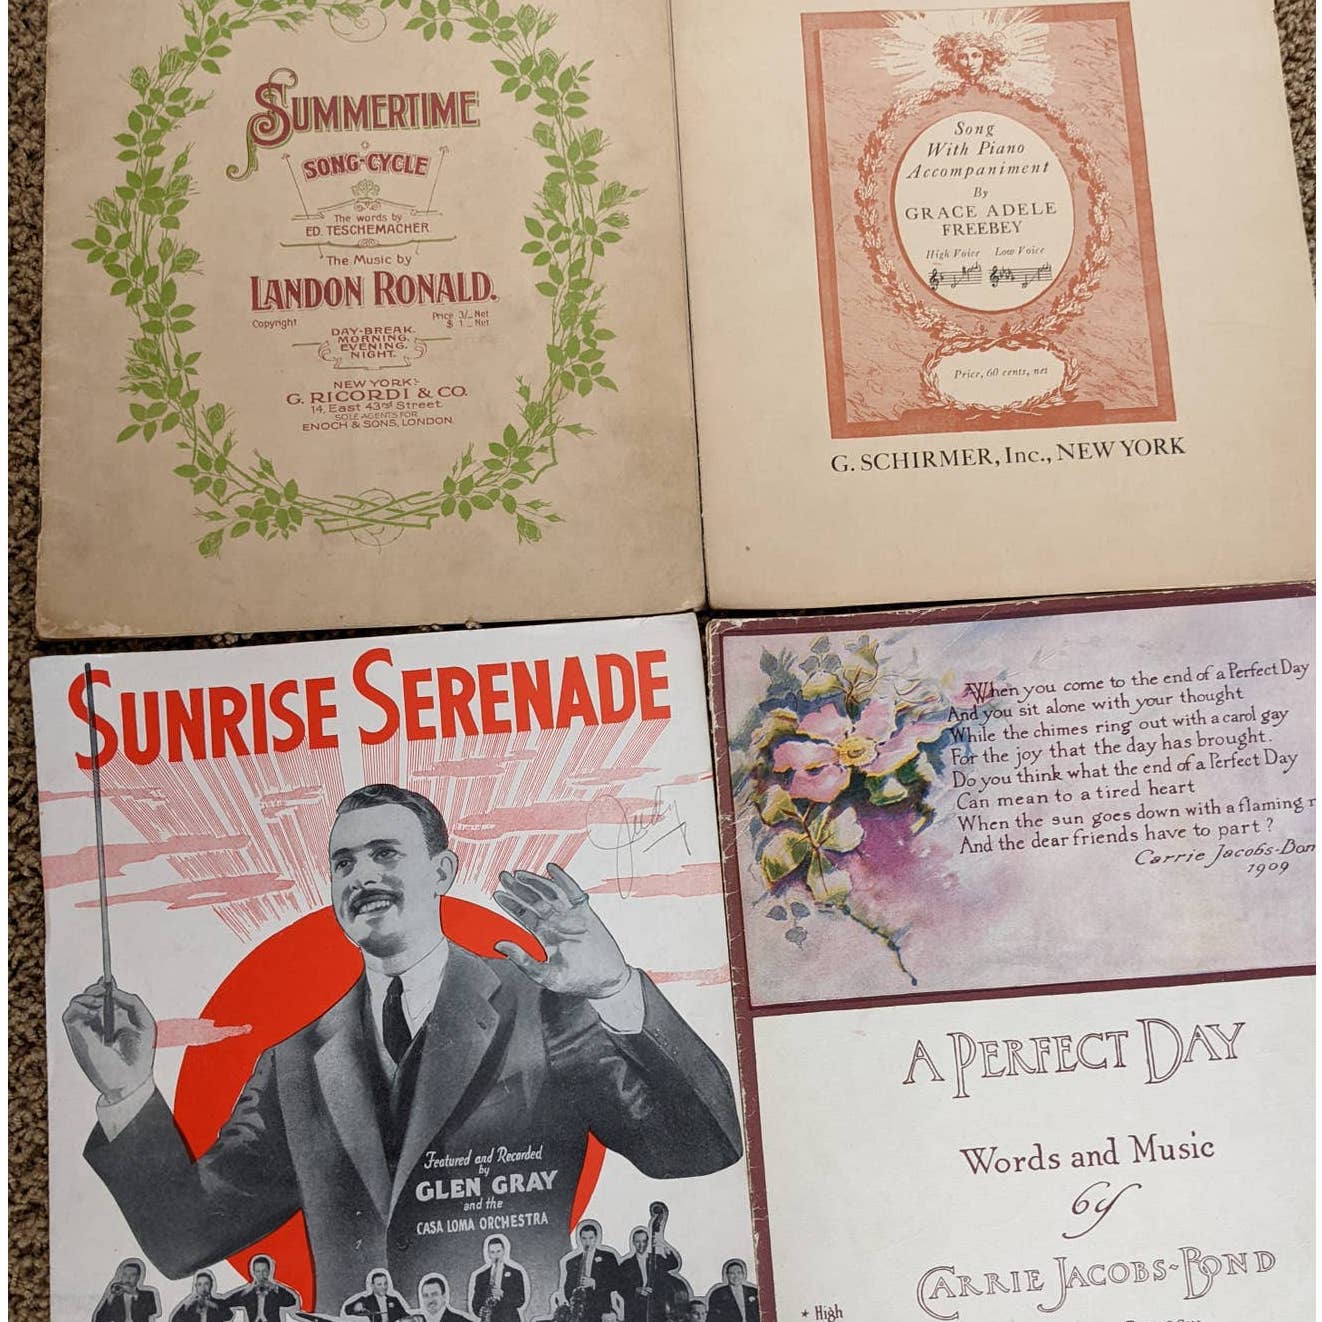 SUMMERTIME
SONG-CYCLE
The words by
ED. TESCHEMACHER
The Music by
LANDON RONALD.
Copyright
Price 3/_ Net
$ 1._ Net
DAY-BREAK.
MORNING.
EVENING.
NIGHT.
NEW YORK:-
G. RICORDI & CO.
14, East 43rd Street.
SOLE AGENTS FOR
ENOCH & SONS, LONDON.
Song
With Piano
Accompaniment
By
GRACE ADELE
FREEBEY
High Voice Low Voice
Price, 60 cents, net
G. SCHIRMER, Inc., NEW YORK
SUNRISE SERENADE
Judy
Featured and Recorded
by
GLEN GRAY
and the
CASA LOMA ORCHESTRA
When you come to the end of a Perfect Day
And you sit alone with your thought
While the chimes ring out with a carol gay
For the joy that the day has brought.
Do you think what the end of a Perfect Day
Can mean to a tired heart
When the sun goes down with a flaming r
And the dear friends have to part?
Carrie Jacobs-Bon
1909
A PERFECT DAY
Words and Music
by
CARRIE JACOBS-BOND
* High